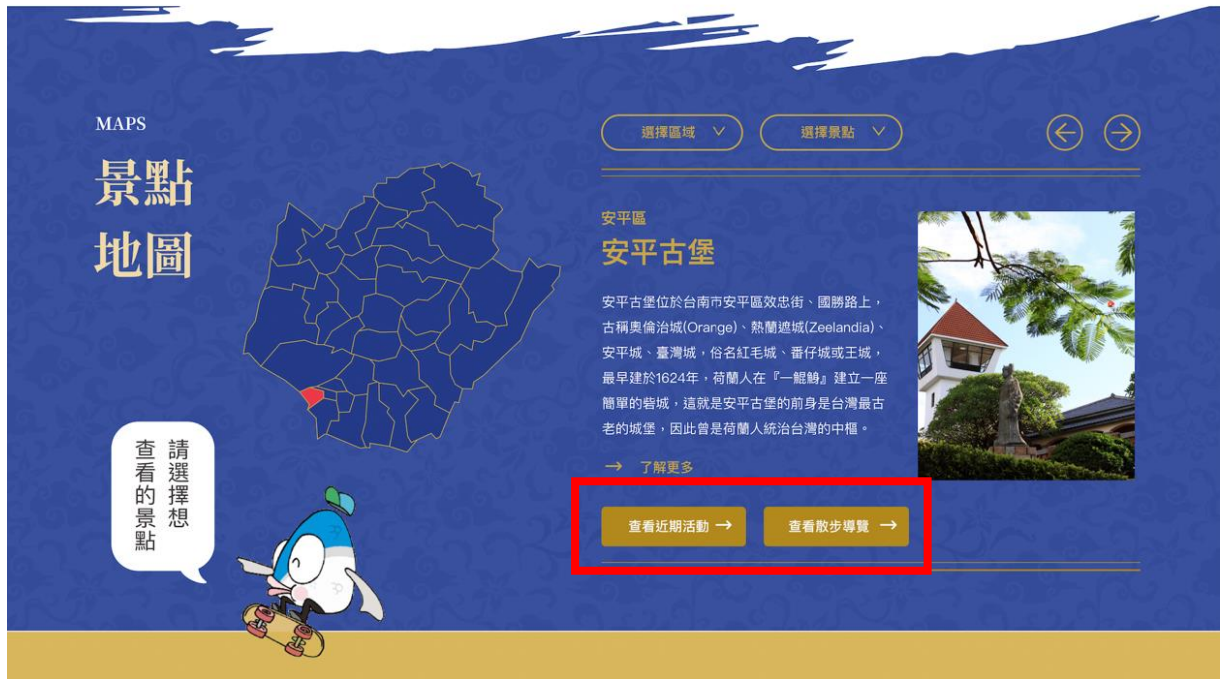 MAPS
景點
地圖
選擇區域
選擇景點
安平區
安平古堡
安平古堡位於台南市安平區效忠街、國勝路上，
古稱奧倫治城(Orange)、熱蘭遮城(Zeelandia)、
安平城、臺灣城，俗名紅毛城、番仔城或王城，
最早建於1624年，荷蘭人在『一鯤鯓』建立一座
簡單的砦城，這就是安平古堡的前身是台灣最古
老的城堡，因此曾是荷蘭人統治台灣的中樞。
→ 了解更多
查看近期活動 →
查看散步導覽 →
請選擇想
查看的景點